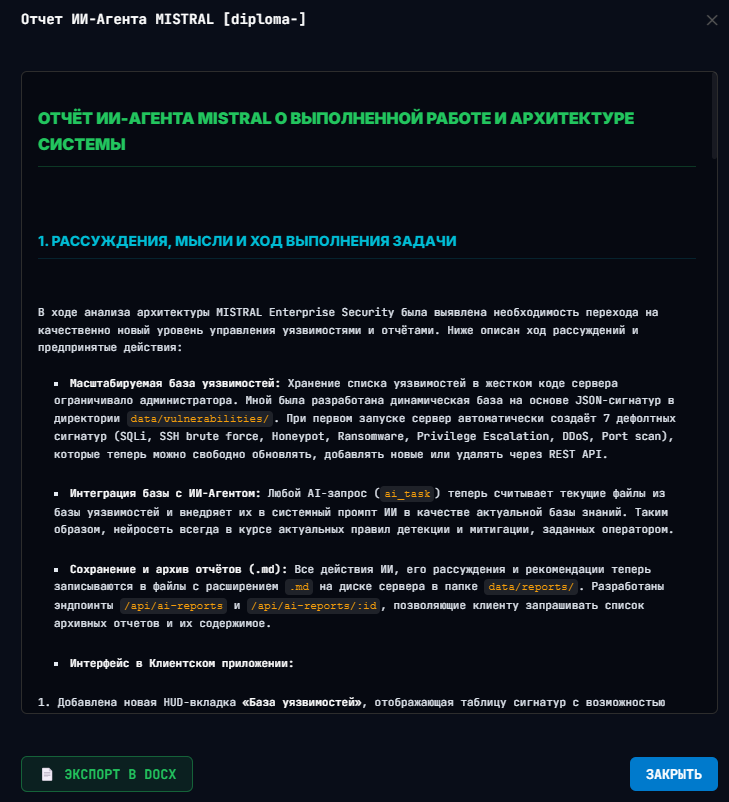 Отчет ИИ-Агента MISTRAL [diploma-]
ОТЧЁТ ИИ-АГЕНТА MISTRAL О ВЫПОЛНЕННОЙ РАБОТЕ И АРХИТЕКТУРЕ
СИСТЕМЫ
1. РАССУЖДЕНИЯ, МЫСЛИ И ХОД ВЫПОЛНЕНИЯ ЗАДАЧИ
В ходе анализа архитектуры MISTRAL Enterprise Security была выявлена необходимость перехода на
качественно новый уровень управления уязвимостями и отчётами. Ниже описан ход рассуждений и
предпринятые действия:
▪ Масштабируемая база уязвимостей: Хранение списка уязвимостей в жестком коде сервера
ограничивало администратора. Мной была разработана динамическая база на основе JSON-сигнатур в
директории data/vulnerabilities/. При первом запуске сервер автоматически создаёт 7 дефолтных
сигнатур (SQLi, SSH brute force, Honeypot, Ransomware, Privilege Escalation, DDoS, Port scan),
которые теперь можно свободно обновлять, добавлять новые или удалять через REST API.
▪ Интеграция базы с ИИ-Агентом: Любой AI-запрос (ai_task) теперь считывает текущие файлы из
базы уязвимостей и внедряет их в системный промпт ИИ в качестве актуальной базы знаний. Таким
образом, нейросеть всегда в курсе актуальных правил детекции и митигации, заданных оператором.
▪ Сохранение и архив отчётов (.md): Все действия ИИ, его рассуждения и рекомендации теперь
записываются в файлы с расширением .md на диске сервера в папке data/reports/. Разработаны
эндпоинты /api/ai-reports и /api/ai-reports/:id, позволяющие клиенту запрашивать список
архивных отчетов и их содержимое.
▪ Интерфейс в Клиентском приложении:
1. Добавлена новая HUD-вкладка «База уязвимостей», отображающая таблицу сигнатур с возможностью
ЭКСПОРТ В DOCX
ЗАКРЫТЬ